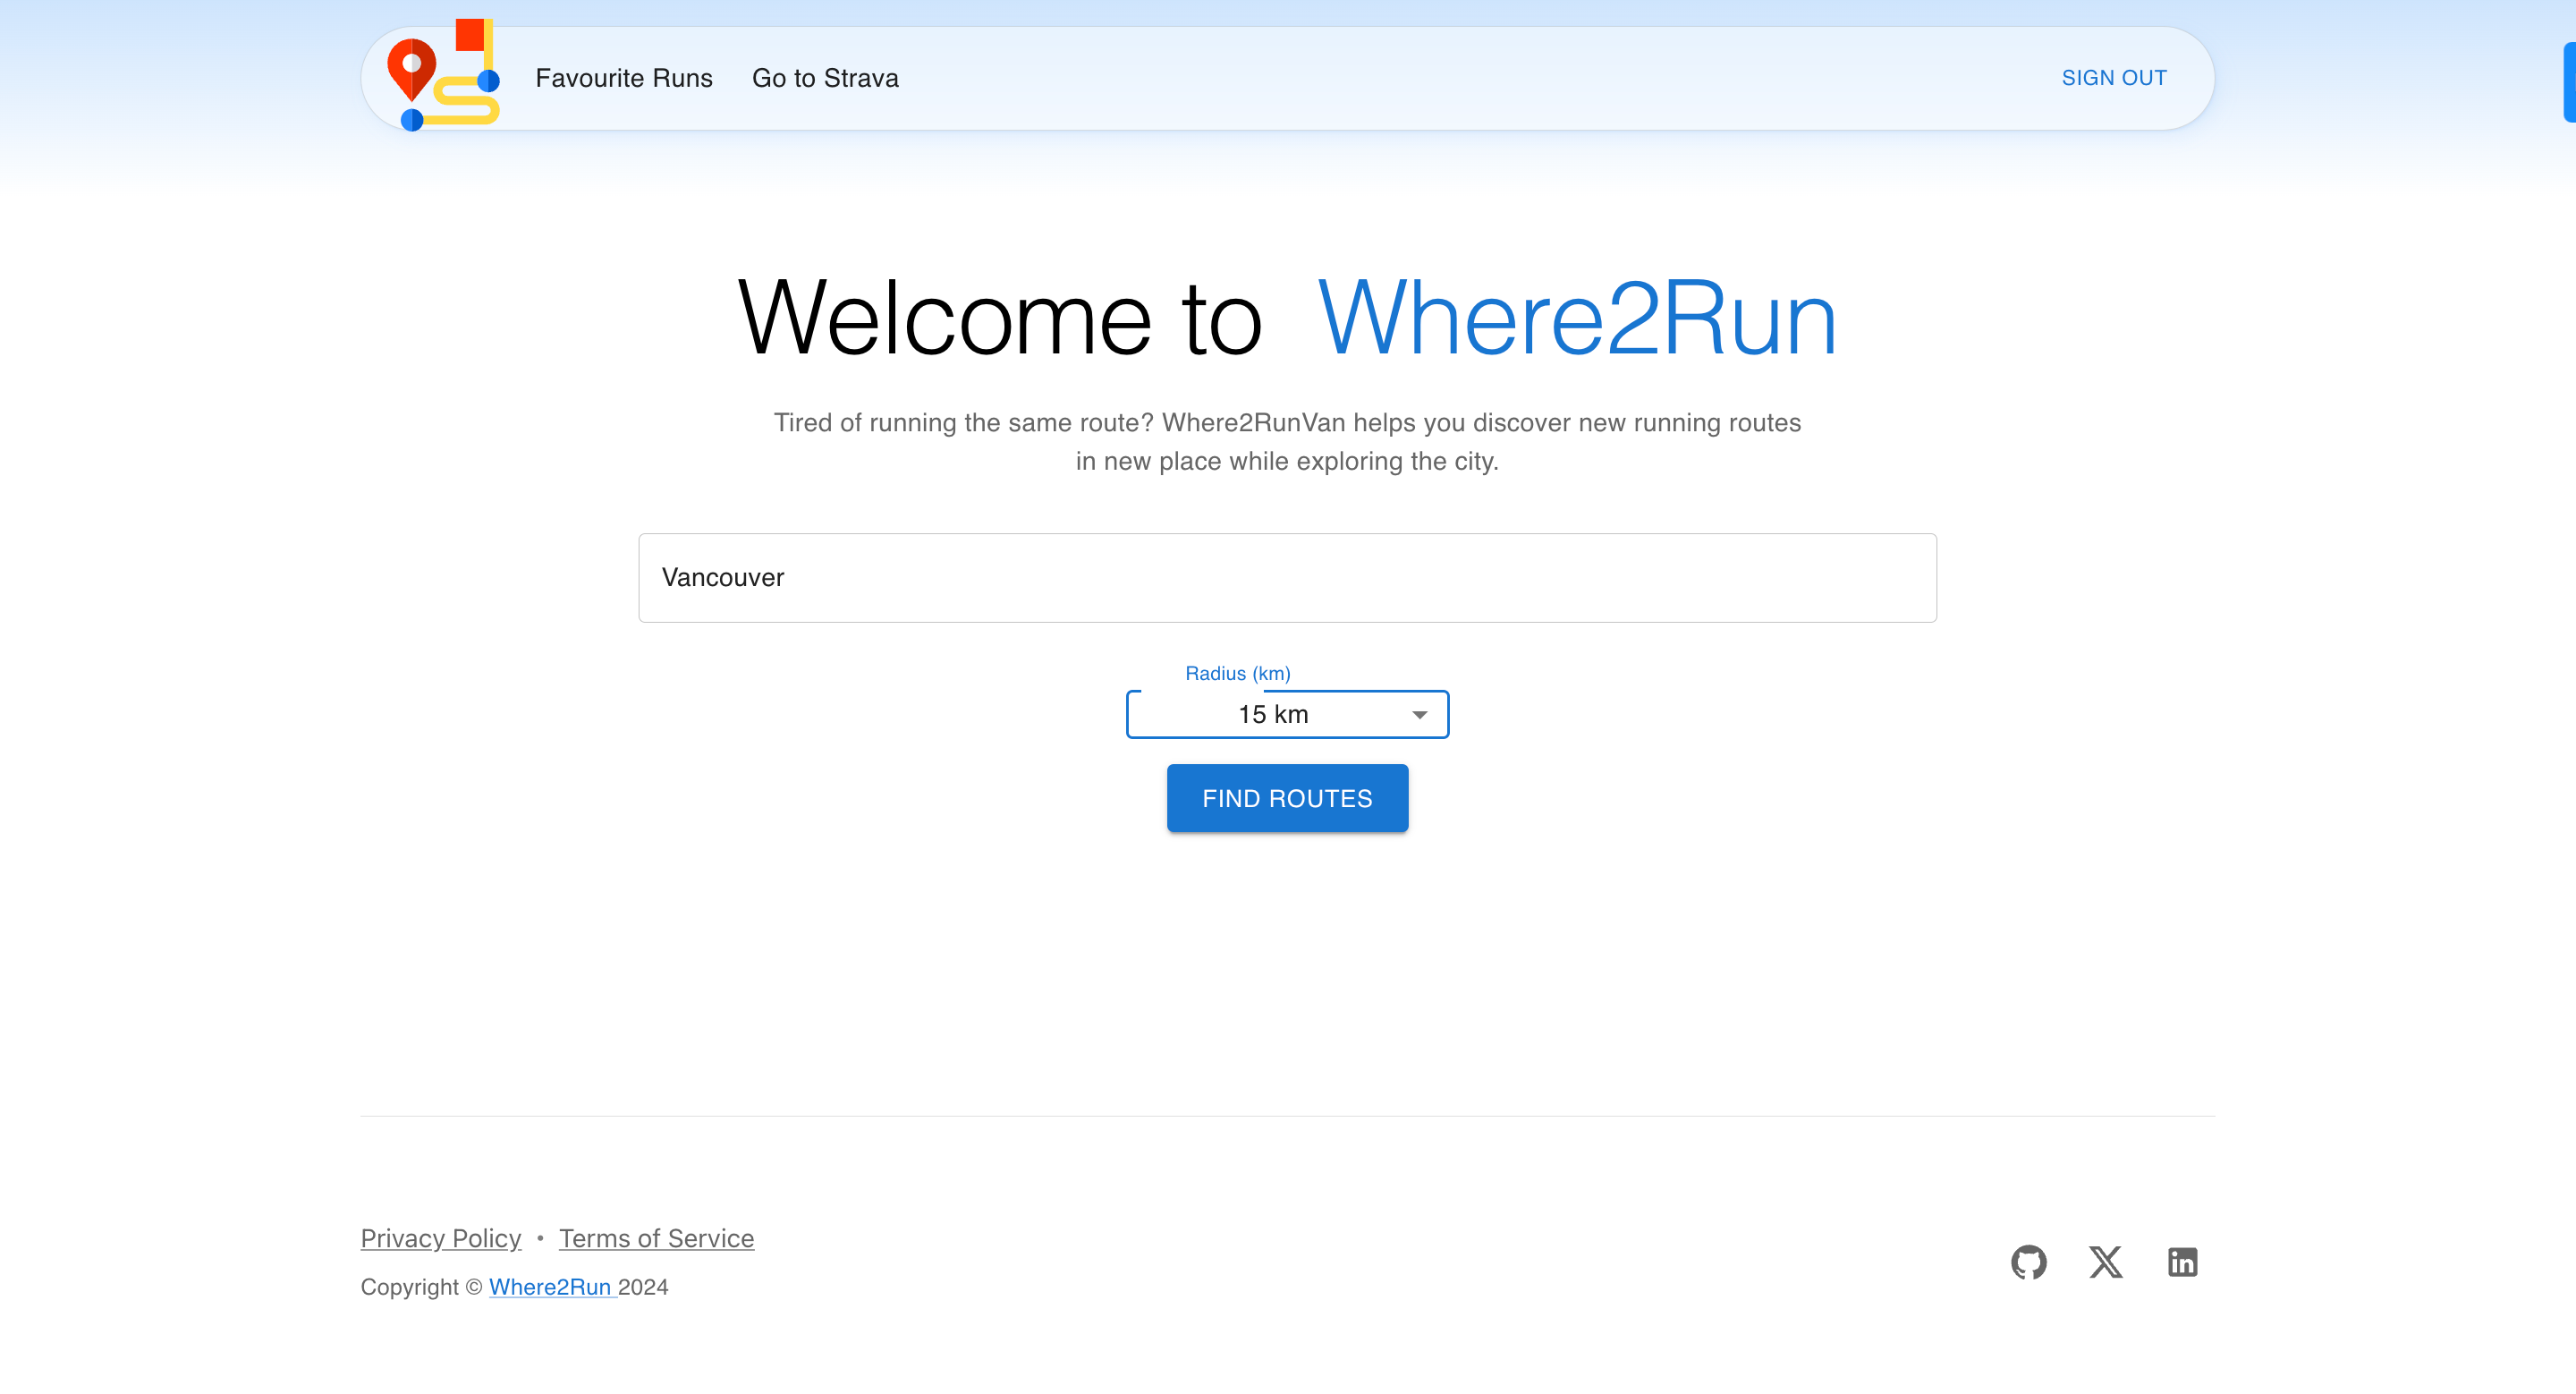 Favourite Runs
Go to Strava
SIGN OUT
Welcome to Where2Run
Tired of running the same route? Where2RunVan helps you discover new running routes
in new place while exploring the city.
Vancouver
Radius (km)
15 km
FIND ROUTES
Privacy Policy • Terms of Service
Copyright © Where2Run 2024